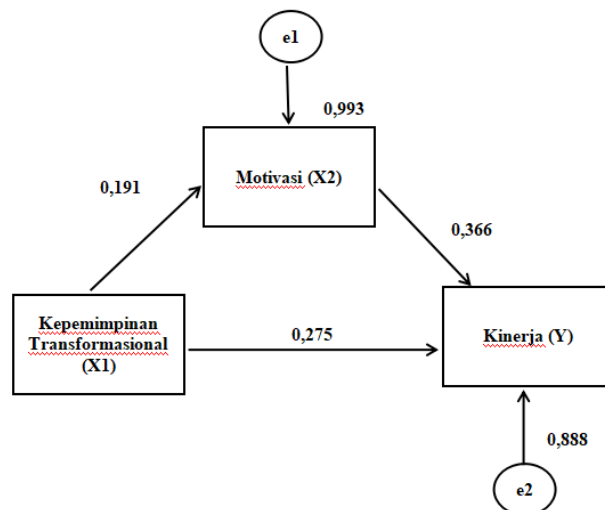 e1
0,993
Motivasi (X2)
0,191
0,366
Kepemimpinan
Transformasional
(X1)
0,275
Kinerja (Y)
0,888
e2